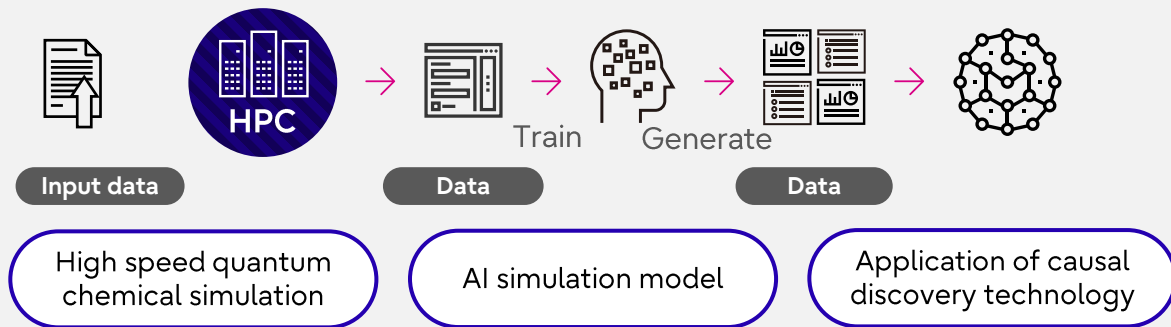 HPC
Train
Generate
Input data
Data
Data
High speed quantum
chemical simulation
AI simulation model
Application of causal
discovery technology